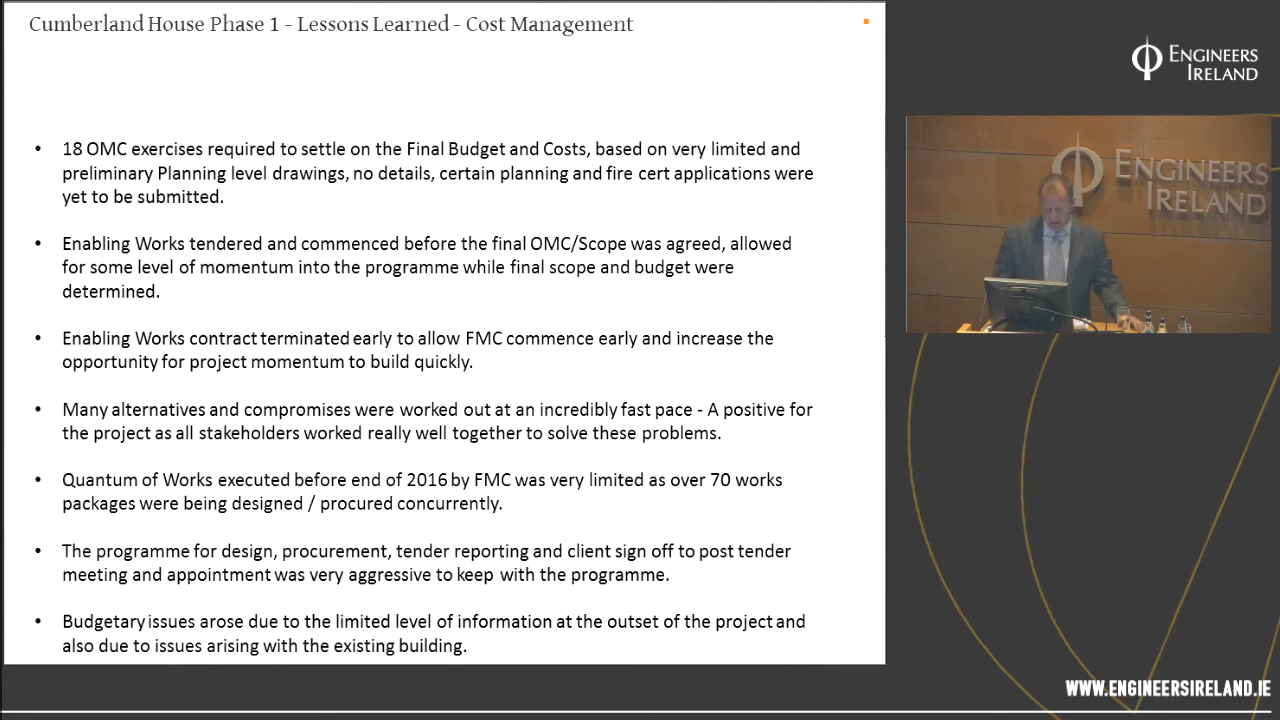 Cumberland House Phase 1 - Lessons Learned - Cost Management
• 18 OMC exercises required to settle on the Final Budget and Costs, based on very limited and
preliminary Planning level drawings, no details, certain planning and fire cert applications were
yet to be submitted.
• Enabling Works tendered and commenced before the final OMC/Scope was agreed, allowed
for some level of momentum into the programme while final scope and budget were
determined.
• Enabling Works contract terminated early to allow FMC commence early and increase the
opportunity for project momentum to build quickly.
• Many alternatives and compromises were worked out at an incredibly fast pace - A positive for
the project as all stakeholders worked really well together to solve these problems.
• Quantum of Works executed before end of 2016 by FMC was very limited as over 70 works
packages were being designed / procured concurrently.
• The programme for design, procurement, tender reporting and client sign off to post tender
meeting and appointment was very aggressive to keep with the programme.
• Budgetary issues arose due to the limited level of information at the outset of the project and
also due to issues arising with the existing building.
ENGINEERS
IRELAND
ENGINEERS
IRELAND
WWW.ENGINEERSIRELAND.IE